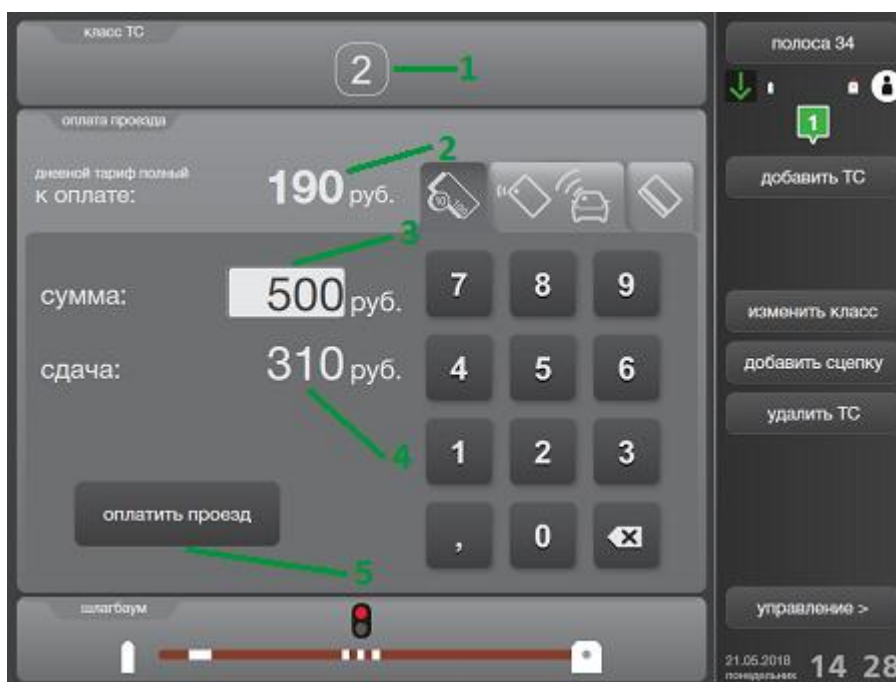 класс ТС
2
1
оплата проезда
2
дневной тариф полный
к оплате:
190 руб.
3
сумма:
500 руб.
сдача:
310 руб.
4
оплатить проезд
5
7 8 9
4 5 6
1 2 3
, 0
шлагбаум
полоса 34
1
добавить ТС
изменить класс
добавить сцепку
удалить ТС
управление >
21.05.2018
понедельник
14 28